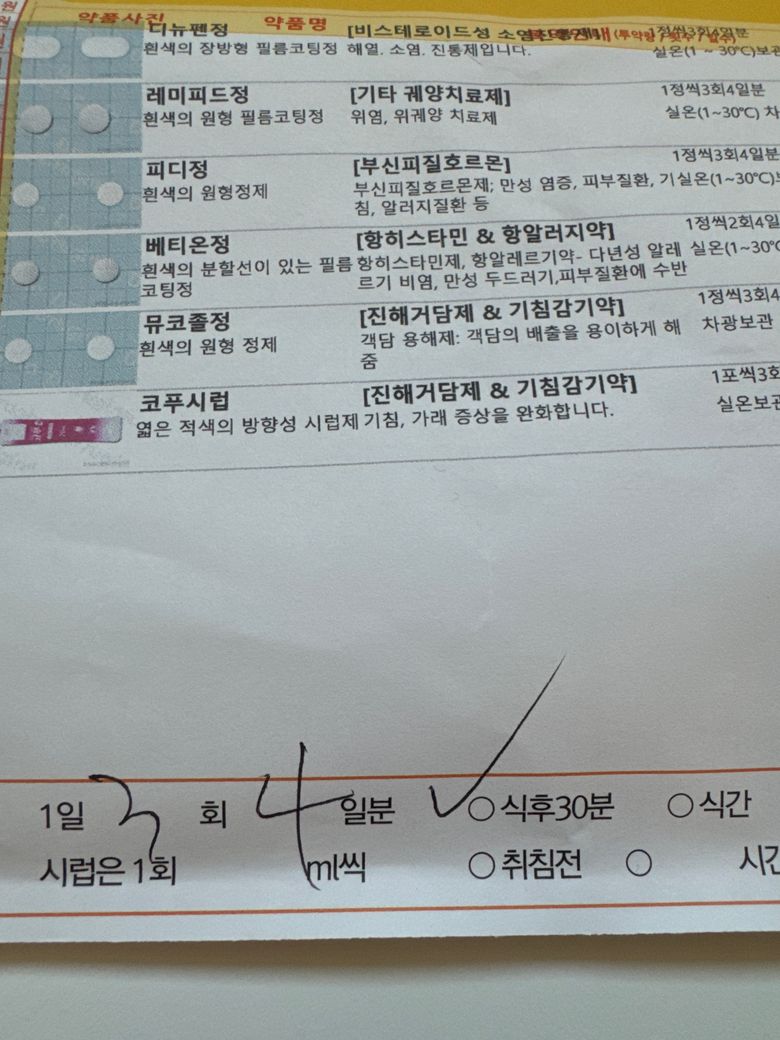 원
약품사진 약품명
디뉴펜정 [비스테로이드성 소염진통제] 1정씩3회4일분
흰색의 장방형 필름코팅정 해열. 소염. 진통제입니다. 실온(1 ~ 30℃)보관
레미피드정 [기타 궤양치료제] 1정씩3회4일분
흰색의 원형 필름코팅정 위염, 위궤양 치료제 실온(1~30℃) 차
피디정 [부신피질호르몬] 1정씩3회4일분
흰색의 원형정제 부신피질호르몬제; 만성 염증, 피부질환, 기 실온(1~30℃)
침, 알러지질환 등
베티온정 [항히스타민 & 항알러지약] 1정씩2회4일
흰색의 분할선이 있는 필름 항히스타민제, 항알레르기약- 다년성 알레 실온(1~30℃
코팅정 르기 비염, 만성 두드러기,피부질환에 수반
뮤코졸정 [진해거담제 & 기침감기약] 1정씩3회4
흰색의 원형 정제 객담 용해제: 객담의 배출을 용이하게 해 차광보관
줌
코푸시럽 [진해거담제 & 기침감기약] 1포씩3회
엷은 적색의 방향성 시럽제 기침, 가래 증상을 완화합니다. 실온보관
1일 3 회 4 일분 ✓○식후30분 ○식간
시럽은 1회 ml씩 ○취침전 ○ 시간